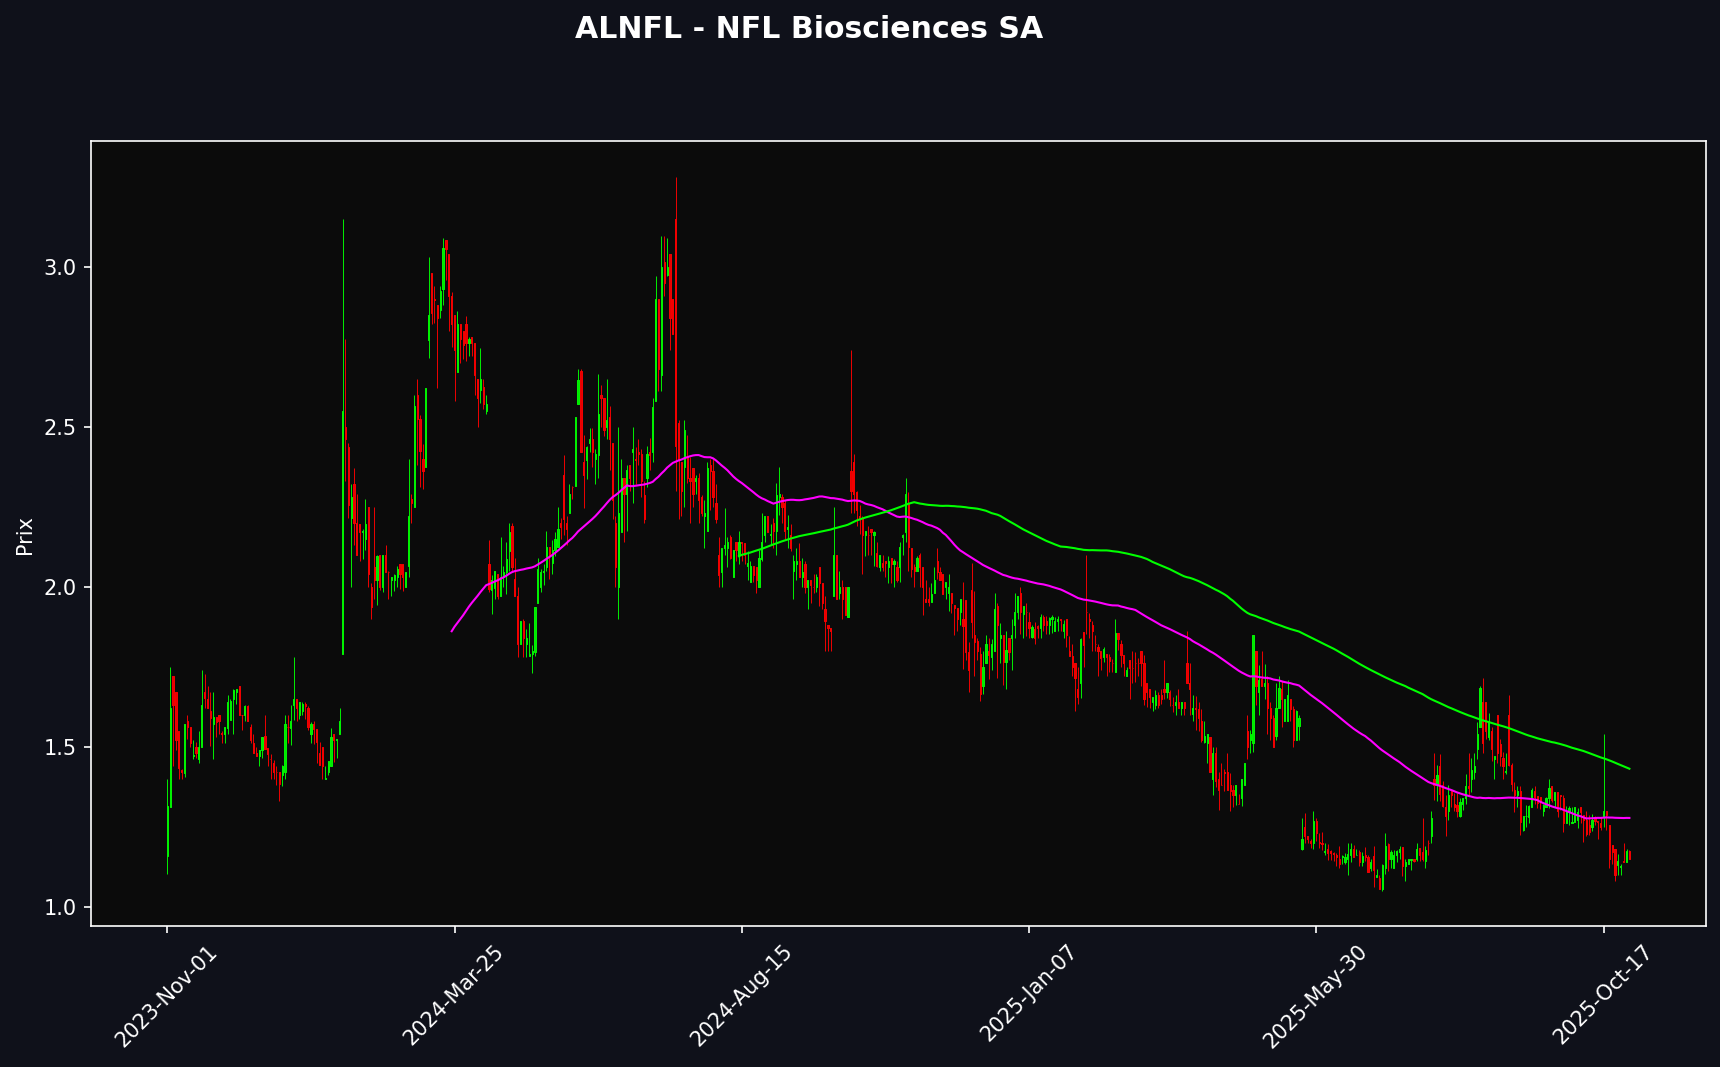 ALNFL - NFL Biosciences SA
Prix
3.0
2.5
2.0
1.5
1.0
2023-Nov-01
2024-Mar-25
2024-Aug-15
2025-Jan-07
2025-May-30
2025-Oct-17